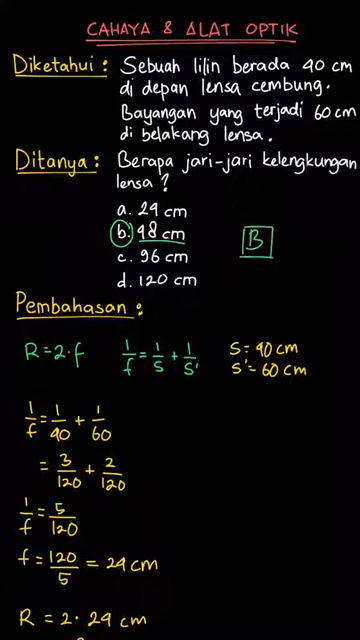 CAHAYA & ALAT OPTIK
Diketahui : Sebuah lilin berada 40 cm
di depan lensa cembung.
Bayangan yang terjadi 60 cm
di belakang lensa.
Ditanya : Berapa jari-jari kelengkungan
lensa?
a. 24 cm
b. 48 cm
B
c. 96 cm
d. 120 cm
Pembahasan :
R = 2·f 1/f = 1/s + 1/s' s = 40 cm
s' = 60 cm
1/f = 1/40 + 1/60
= 3/120 + 2/120
1/f = 5/120
f = 120/5 = 24 cm
R = 2 · 24 cm